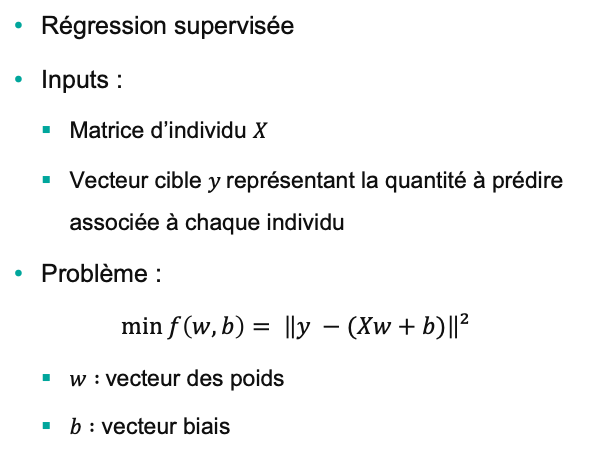 • Régression supervisée
• Inputs :
▪ Matrice d’individu X
▪ Vecteur cible y représentant la quantité à prédire
associée à chaque individu
• Problème :
min f(w, b) = ‖y − (Xw + b)‖²
▪ w : vecteur des poids
▪ b : vecteur biais